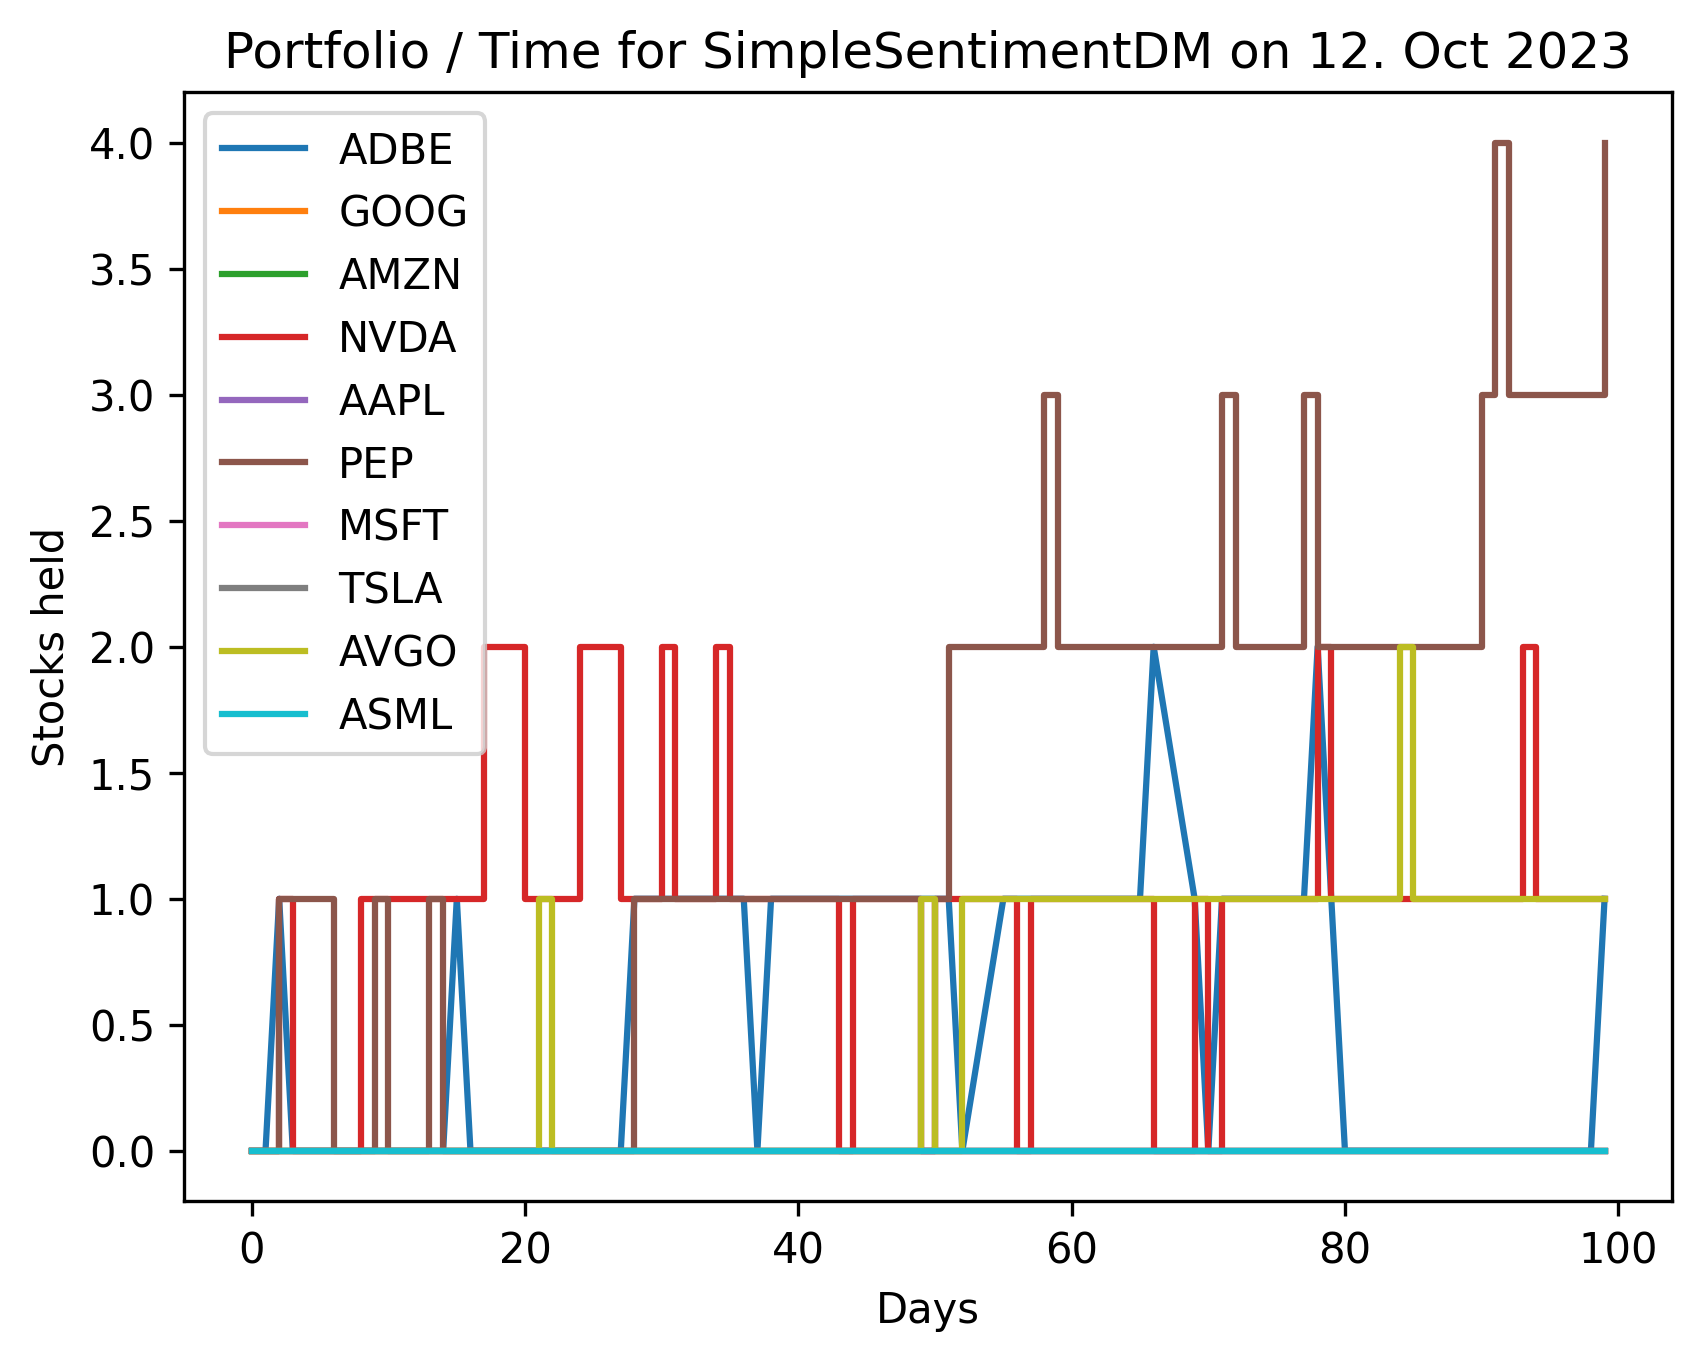 Portfolio / Time for SimpleSentimentDM on 12. Oct 2023
4.0
3.5
3.0
2.5
2.0
1.5
1.0
0.5
0.0
Stocks held
ADBE
GOOG
AMZN
NVDA
AAPL
PEP
MSFT
TSLA
AVGO
ASML
0 20 40 60 80 100
Days